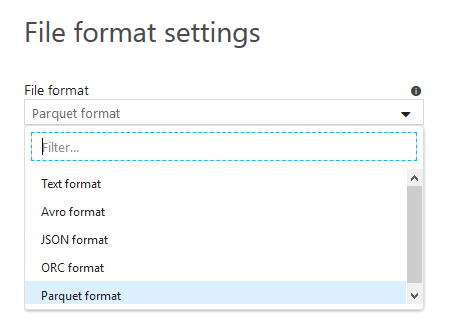 File format settings
File format
Parquet format
Filter...
Text format
Avro format
JSON format
ORC format
Parquet format